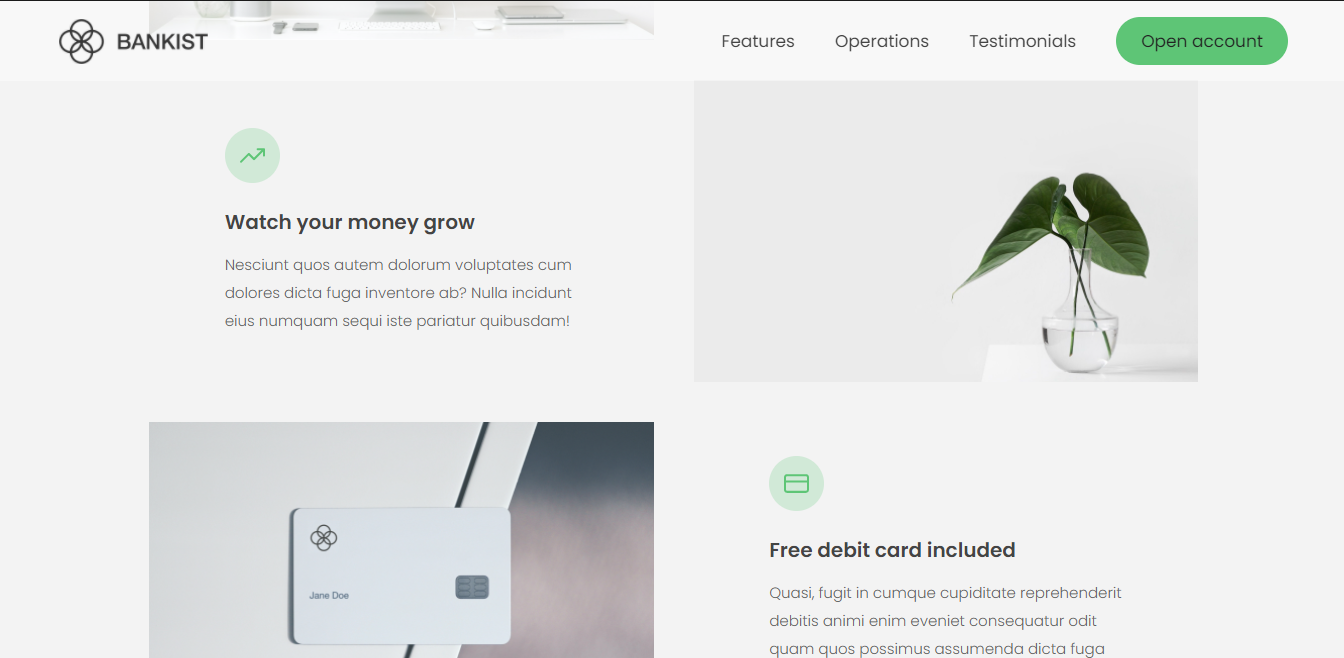 BANKIST
Features
Operations
Testimonials
Open account
Watch your money grow
Nesciunt quos autem dolorum voluptates cum
dolores dicta fuga inventore ab? Nulla incidunt
eius numquam sequi iste pariatur quibusdam!
Jane Doe
Free debit card included
Quasi, fugit in cumque cupiditate reprehenderit
debitis animi enim eveniet consequatur odit
quam quos possimus assumenda dicta fuga